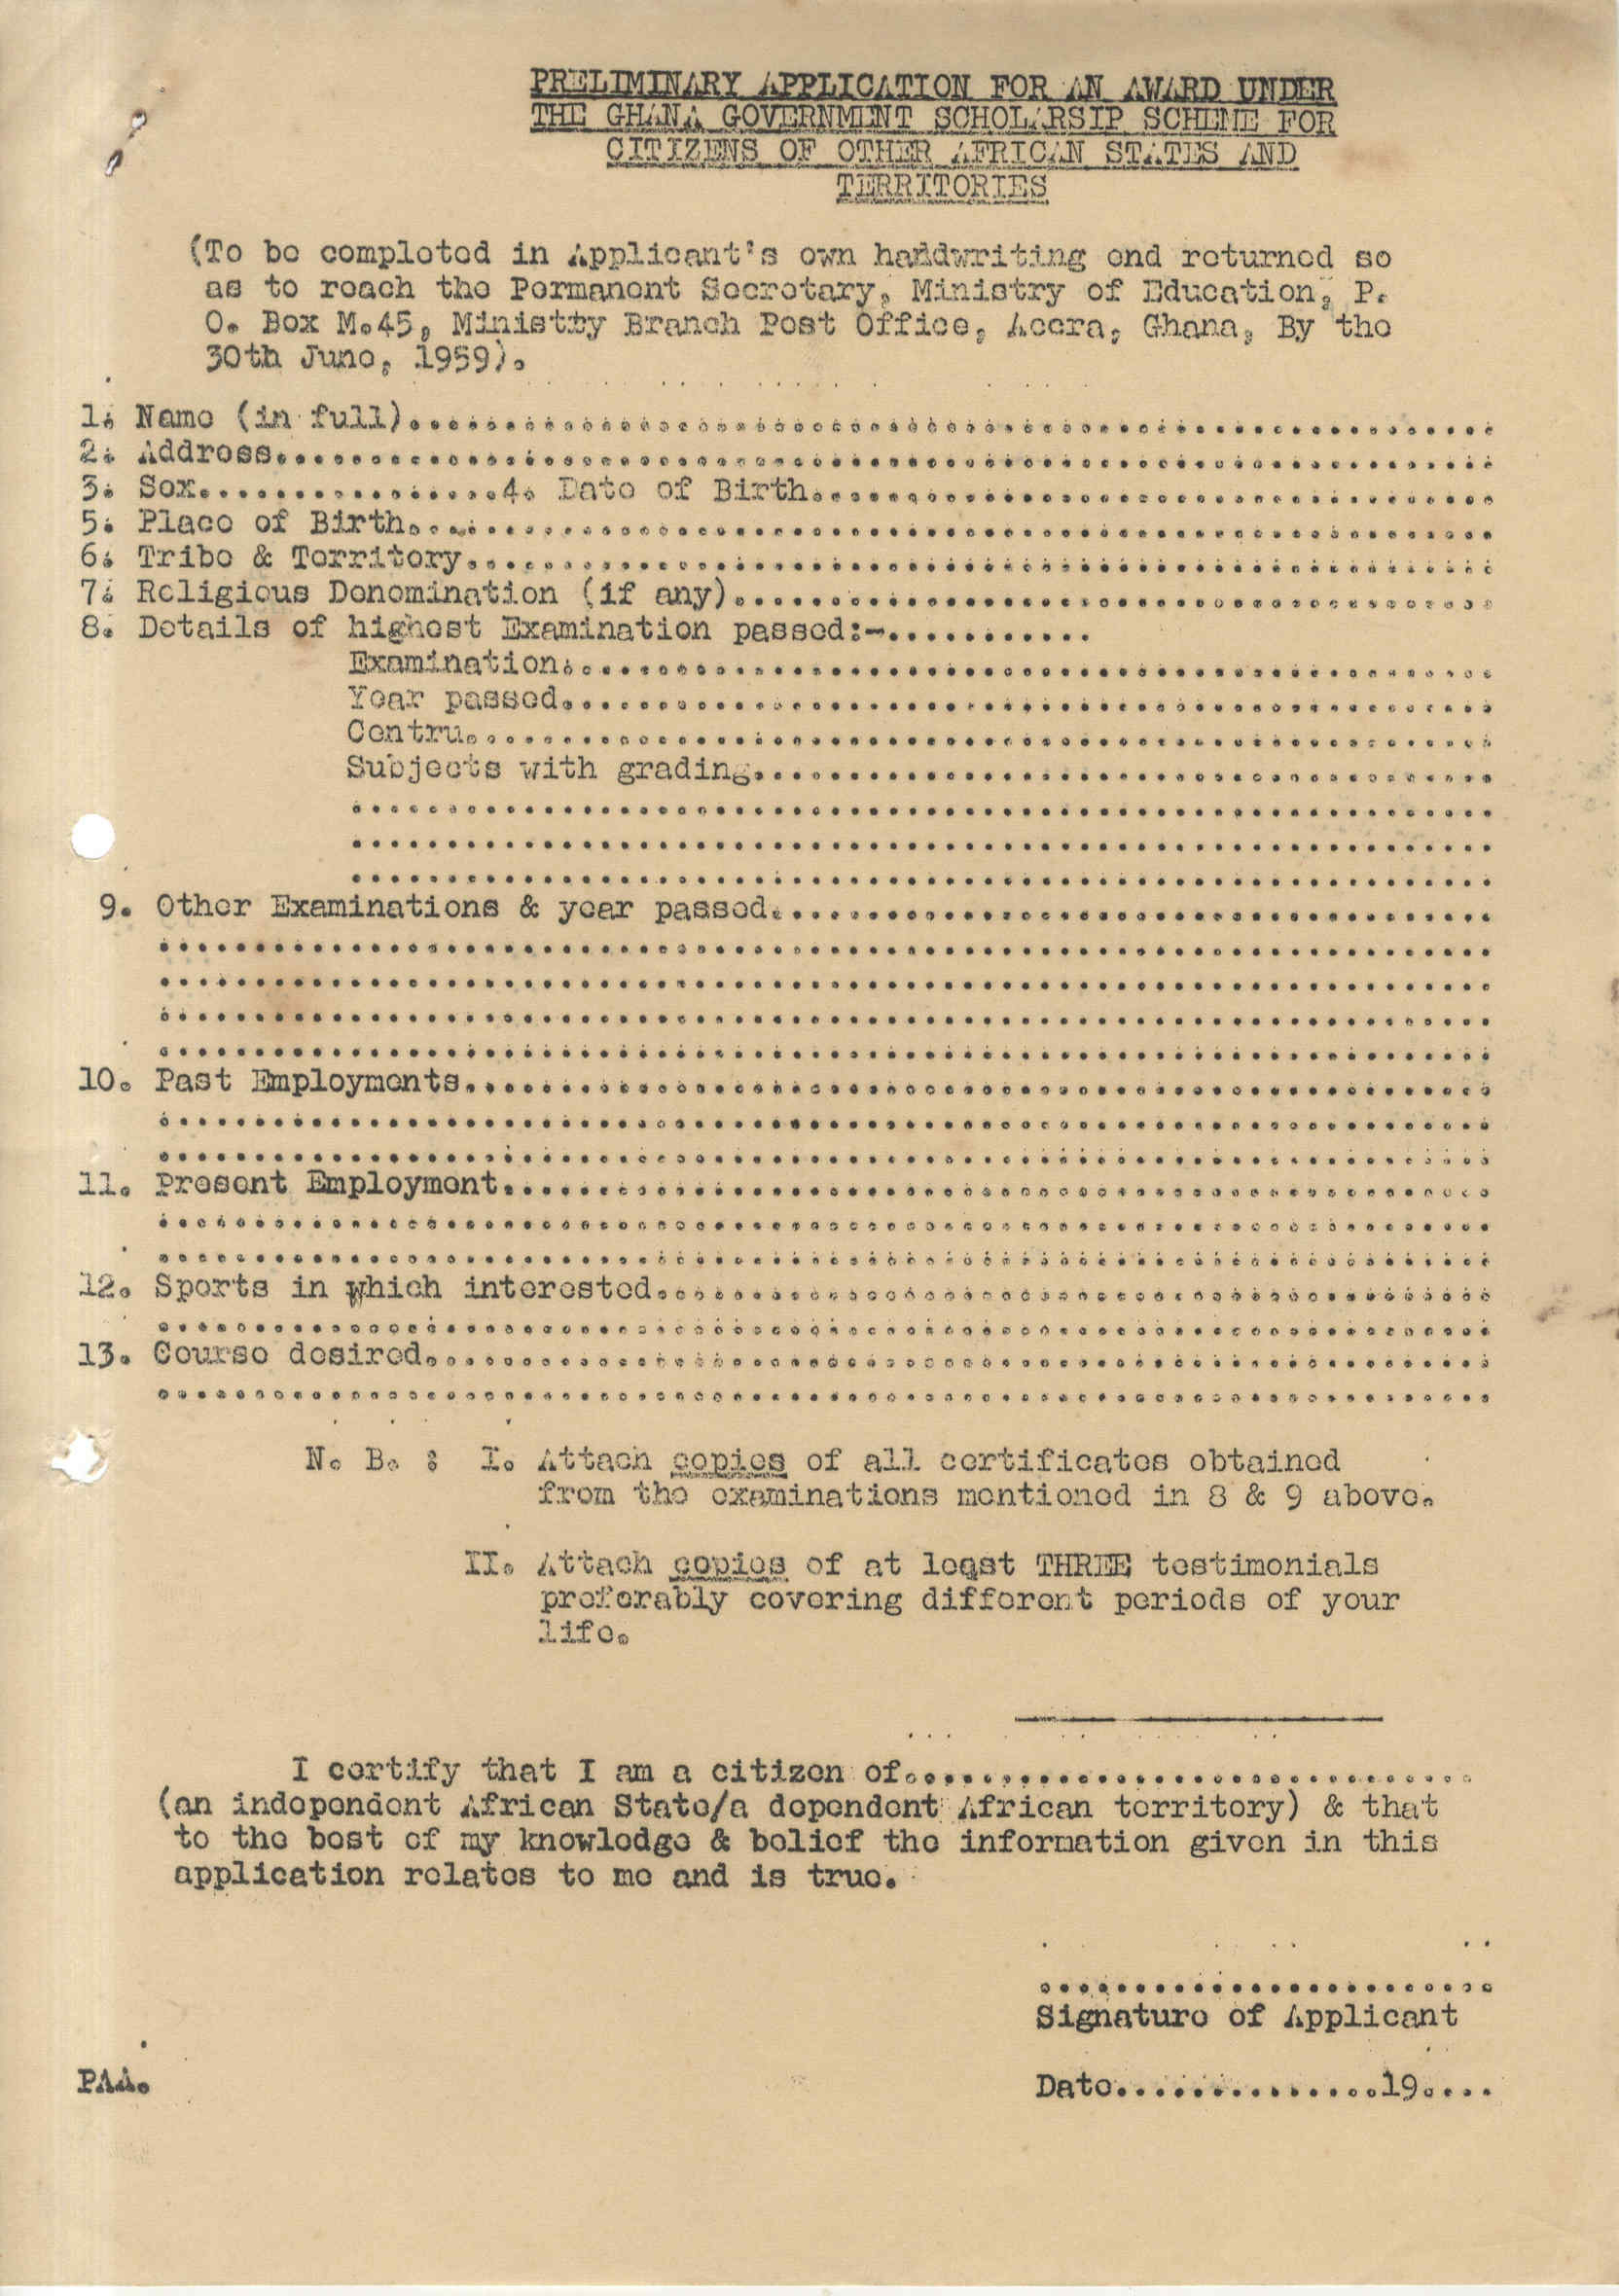 PRELIMINARY APPLICATION FOR AN AWARD UNDER
THE GHANA GOVERNMENT SCHOLARSIP SCHEME FOR
CITIZENS OF OTHER AFRICAN STATES AND
TERRITORIES
(To be completed in Applicant's own handwriting end returned so
as to reach the Permanent Secretary, Ministry of Education, P.
O. Box M.45, Ministty Branch Post Office, Accra, Ghana, By the
30th June, 1959).
1. Name (in full)..........................................................
2. Address...............................................................
3. Sex................4. Date of Birth....................................
5. Place of Birth.........................................................
6. Tribe & Territory......................................................
7. Religious Denomination (if any)........................................
8. Details of highest Examination passed:-...........
Examination.................................................
Year passed.................................................
Centru......................................................
Subjects with grading.......................................
............................................................
............................................................
............................................................
9. Other Examinations & year passed......................................
......................................................................
......................................................................
......................................................................
......................................................................
10. Past Employments......................................................
......................................................................
......................................................................
11. Present Employment....................................................
......................................................................
......................................................................
12. Sports in which interested............................................
......................................................................
13. Course desired........................................................
......................................................................
N. B. : I. Attach copies of all certificates obtained
from the examinations mentioned in 8 & 9 above.
II. Attach copies of at least THREE testimonials
preferably covering different periods of your
life.
I certify that I am a citizen of..............................
(an independent African State/a dependent African territory) & that
to the best of my knowledge & belief the information given in this
application relates to me and is true.
........................
Signature of Applicant
PAA.
Date..............19....